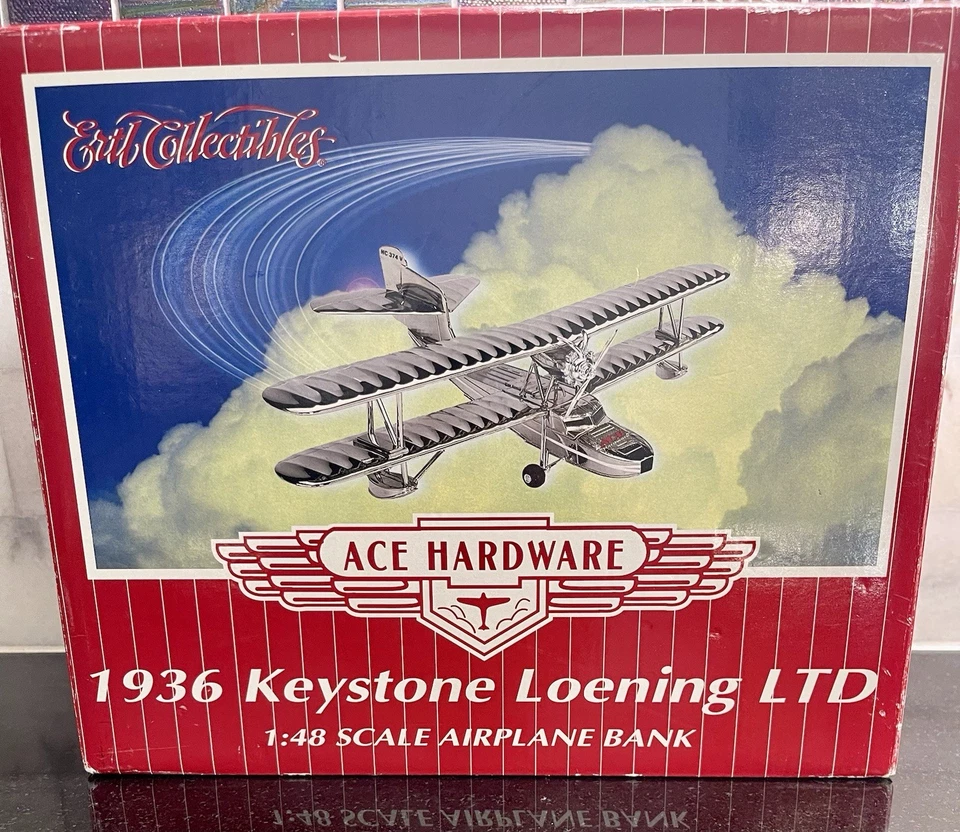 Ertl Collectibles®
ACE HARDWARE
1936 Keystone Loening LTD
1:48 SCALE AIRPLANE BANK